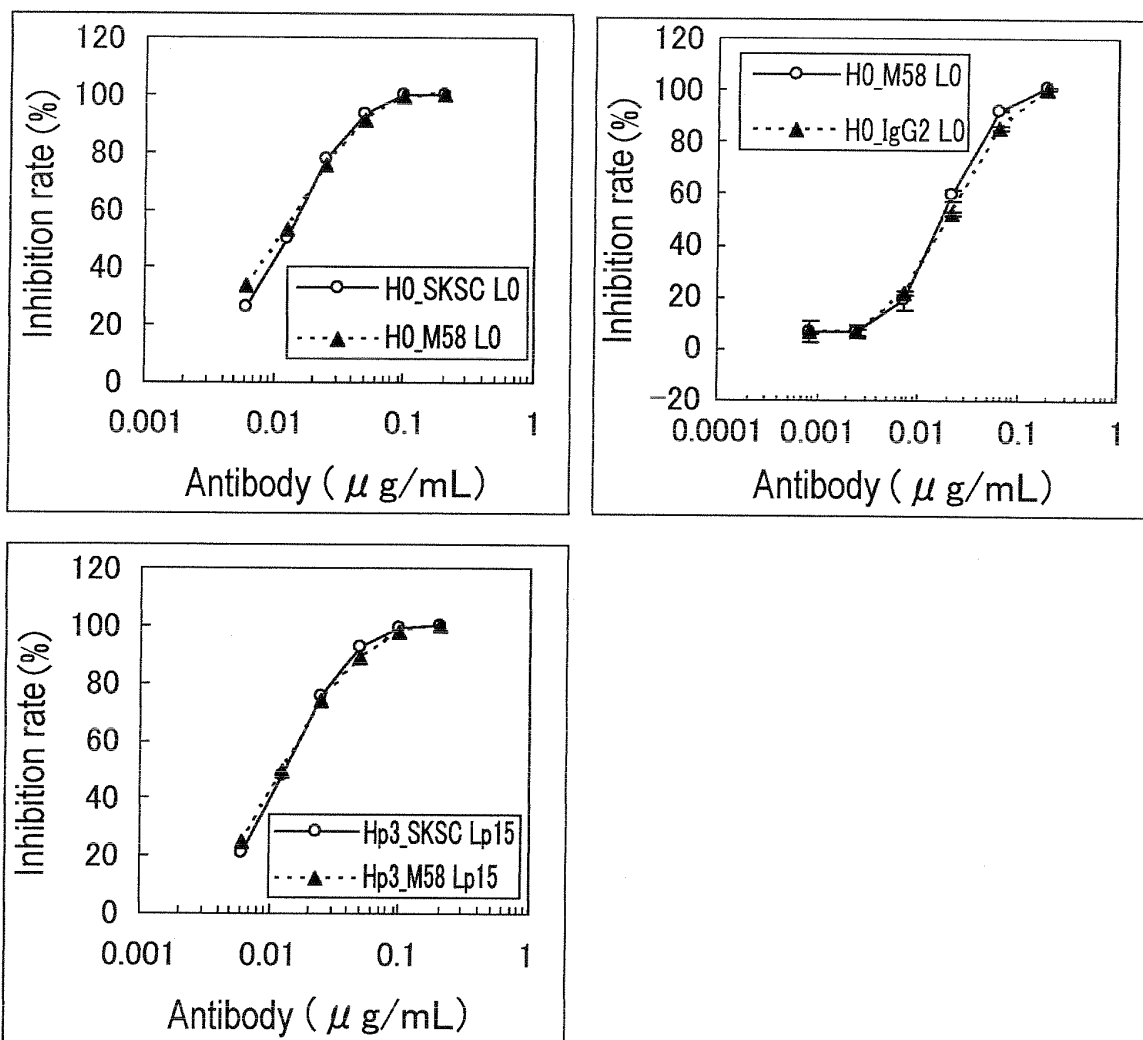 120
100
80
60
40
20
0
Inhibition rate (%)
H0_SKSC L0
H0_M58 L0
0.001 0.01 0.1 1
Antibody ( μ g/mL)
120
100
80
60
40
20
0
−20
Inhibition rate (%)
H0_M58 L0
H0_IgG2 L0
0.0001 0.001 0.01 0.1 1
Antibody ( μ g/mL)
120
100
80
60
40
20
0
Inhibition rate (%)
Hp3_SKSC Lp15
Hp3_M58 Lp15
0.001 0.01 0.1 1
Antibody ( μ g/mL)